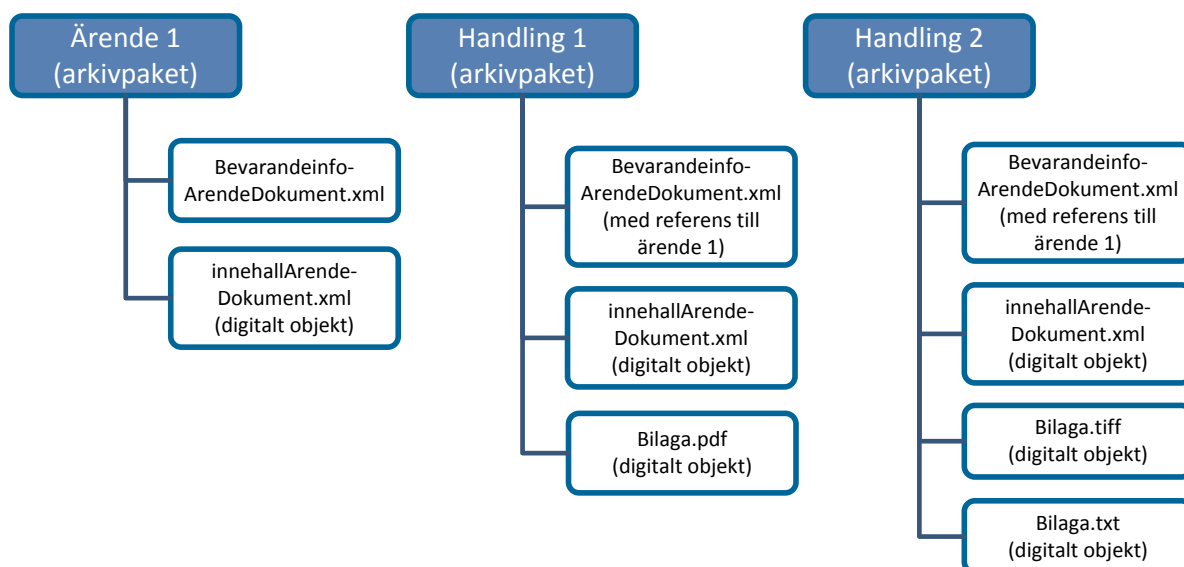 Ärende 1
(arkivpaket)
Bevarandeinfo-
ArendeDokument.xml
innehallArende-
Dokument.xml
(digitalt objekt)
Handling 1
(arkivpaket)
Bevarandeinfo-
ArendeDokument.xml
(med referens till
ärende 1)
innehallArende-
Dokument.xml
(digitalt objekt)
Bilaga.pdf
(digitalt objekt)
Handling 2
(arkivpaket)
Bevarandeinfo-
ArendeDokument.xml
(med referens till
ärende 1)
innehallArende-
Dokument.xml
(digitalt objekt)
Bilaga.tiff
(digitalt objekt)
Bilaga.txt
(digitalt objekt)